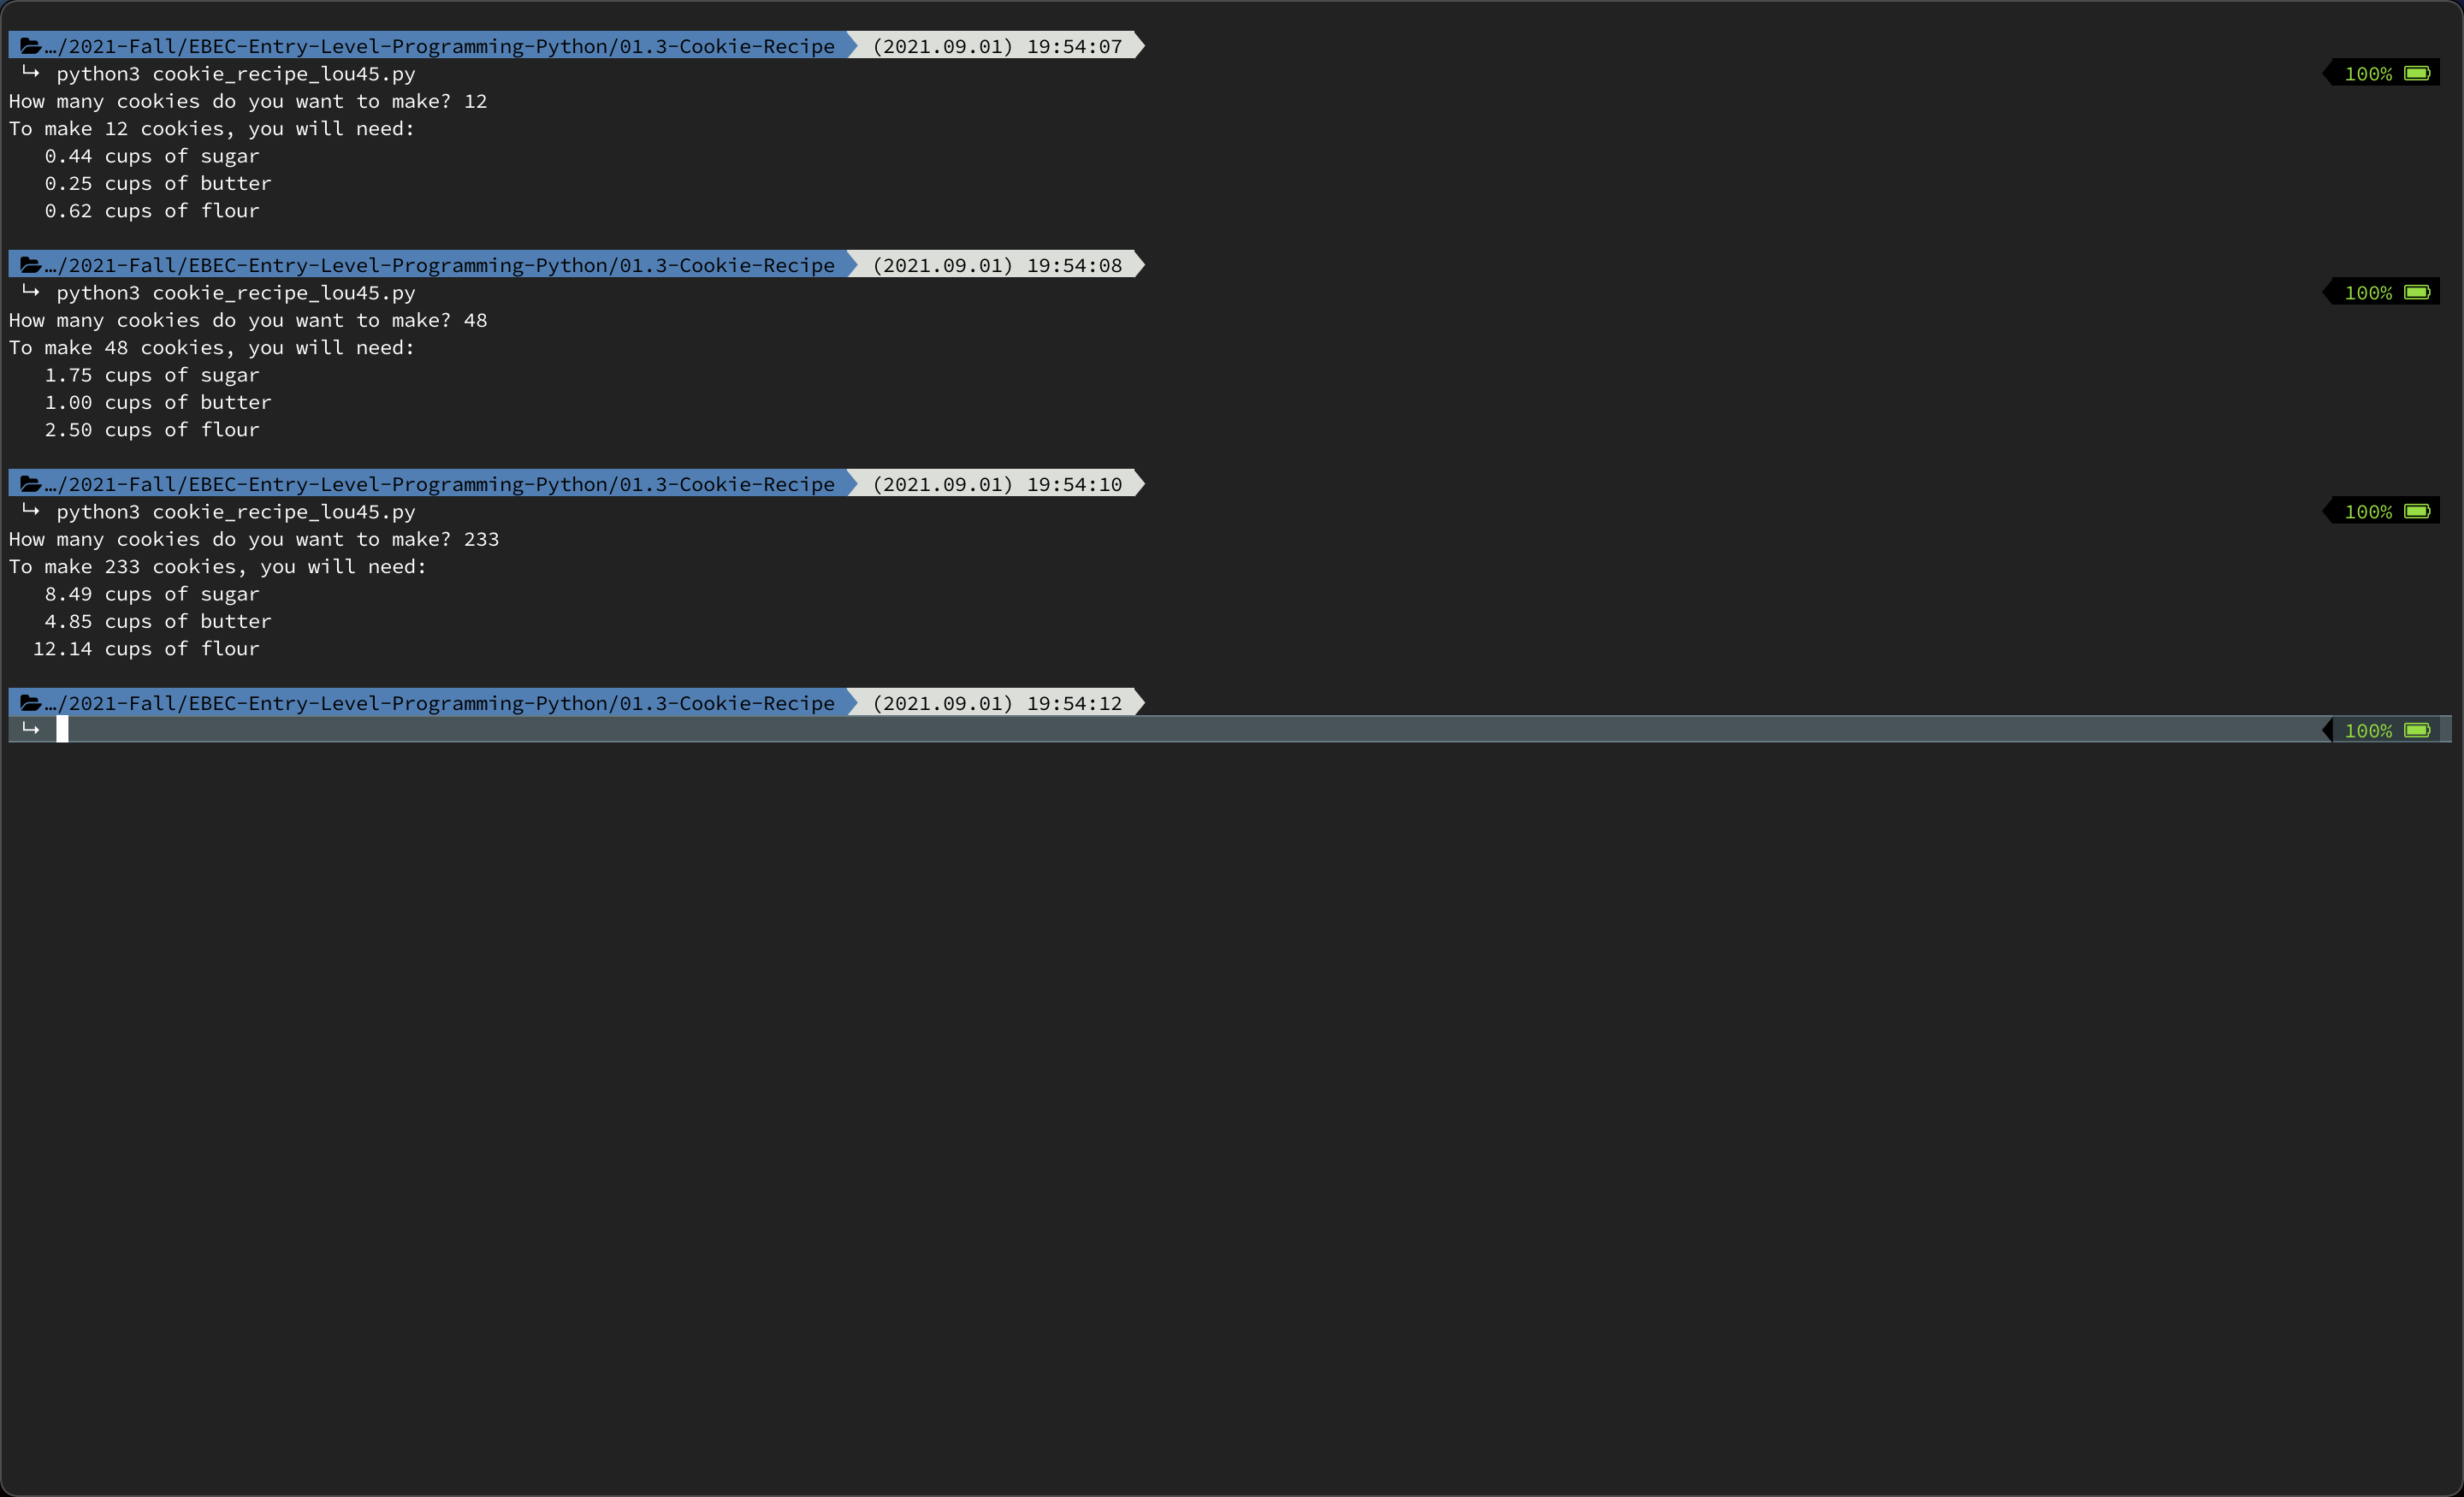 …/2021-Fall/EBEC-Entry-Level-Programming-Python/01.3-Cookie-Recipe (2021.09.01) 19:54:07
↳ python3 cookie_recipe_lou45.py 100%
How many cookies do you want to make? 12
To make 12 cookies, you will need:
   0.44 cups of sugar
   0.25 cups of butter
   0.62 cups of flour
…/2021-Fall/EBEC-Entry-Level-Programming-Python/01.3-Cookie-Recipe (2021.09.01) 19:54:08
↳ python3 cookie_recipe_lou45.py 100%
How many cookies do you want to make? 48
To make 48 cookies, you will need:
   1.75 cups of sugar
   1.00 cups of butter
   2.50 cups of flour
…/2021-Fall/EBEC-Entry-Level-Programming-Python/01.3-Cookie-Recipe (2021.09.01) 19:54:10
↳ python3 cookie_recipe_lou45.py 100%
How many cookies do you want to make? 233
To make 233 cookies, you will need:
   8.49 cups of sugar
   4.85 cups of butter
  12.14 cups of flour
…/2021-Fall/EBEC-Entry-Level-Programming-Python/01.3-Cookie-Recipe (2021.09.01) 19:54:12
↳ 100%